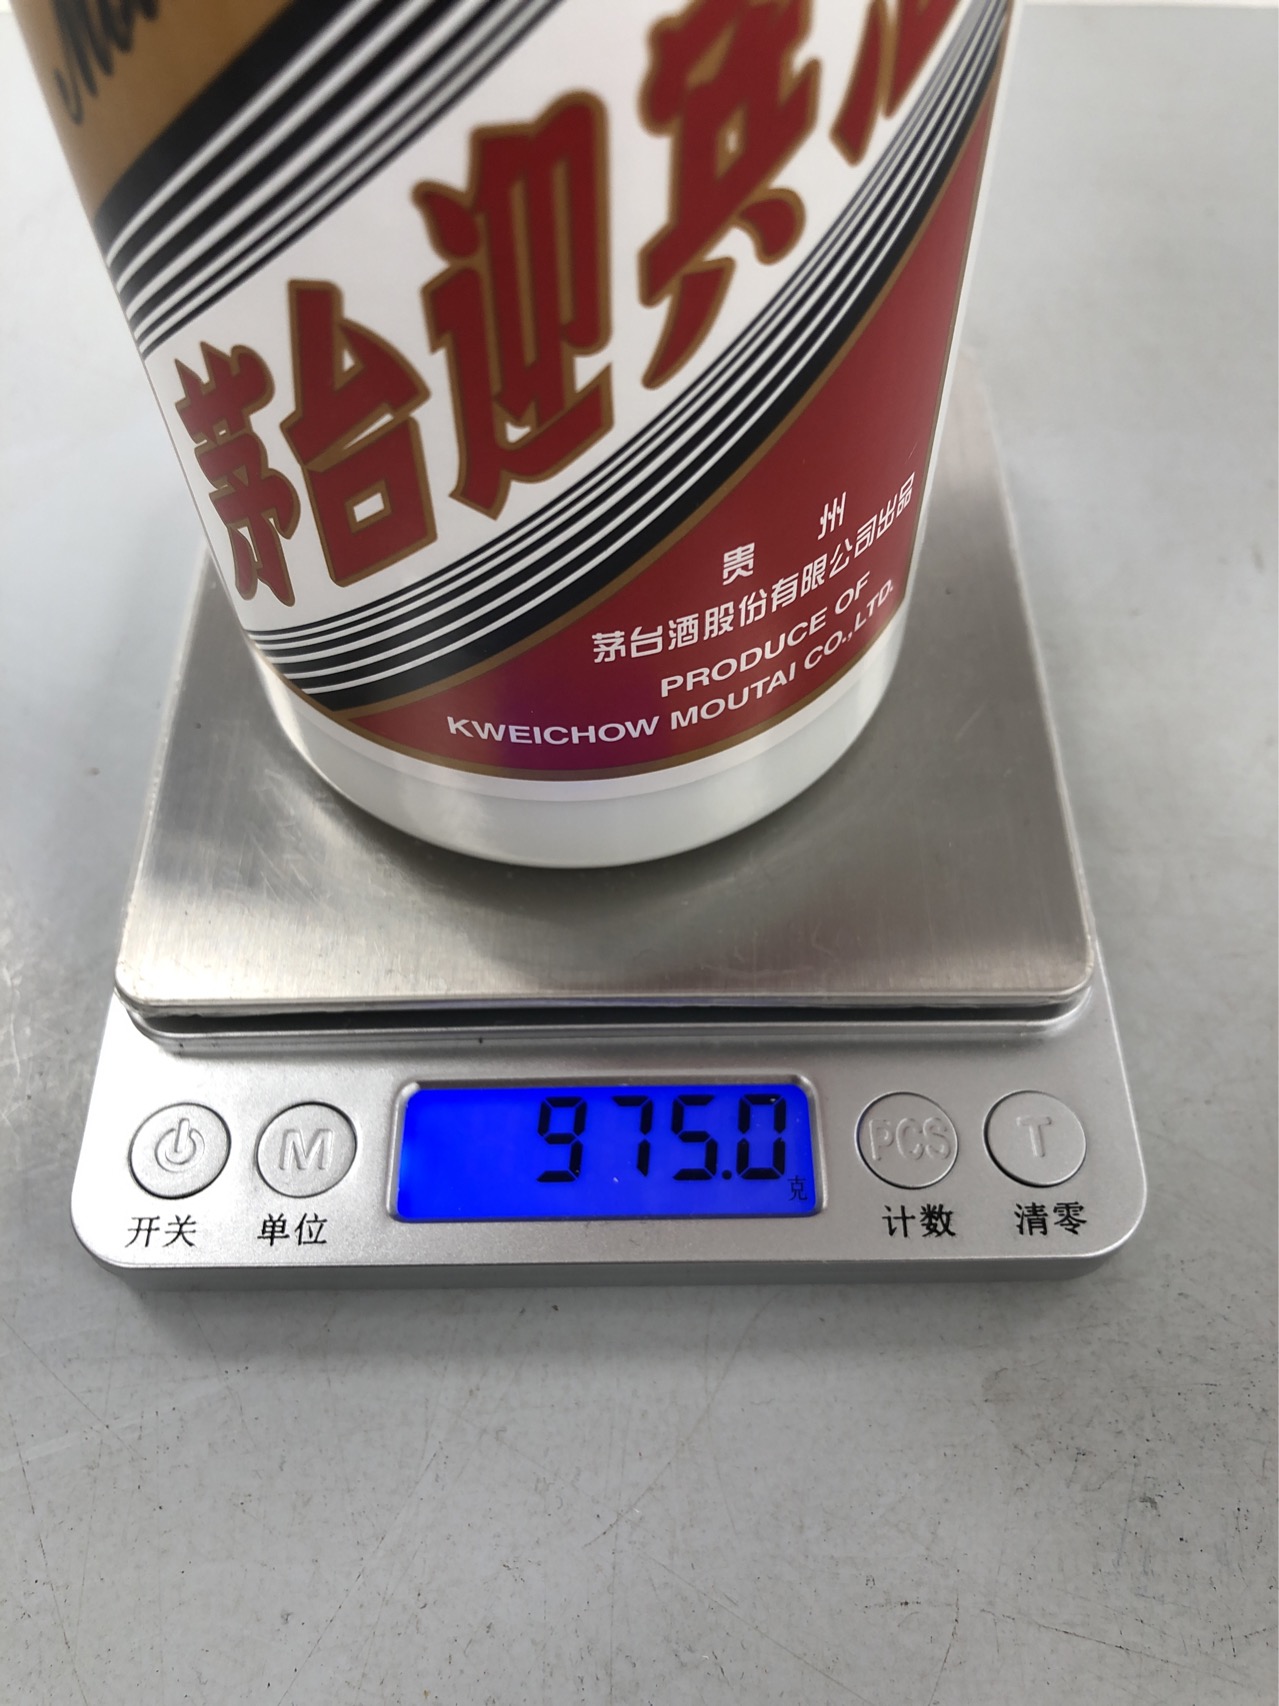 茅台迎宾
贵 州
茅台酒股份有限公司出品
PRODUCE OF
KWEICHOW MOUTAI CO.,LTD.
975.0
克
M
PCS
T
开关
单位
计数
清零